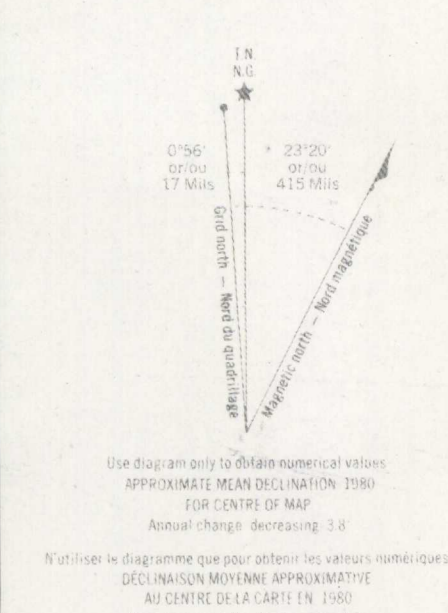 T.N.
N.G.
0°56'
or/ou
17 Mils
23°20'
or/ou
415 Mils
Grid north — Nord du quadrillage
Magnetic north — Nord magnétique
Use diagram only to obtain numerical values
APPROXIMATE MEAN DECLINATION 1980
FOR CENTRE OF MAP
Annual change decreasing 3.8'
N'utiliser le diagramme que pour obtenir les valeurs numériques
DÉCLINAISON MOYENNE APPROXIMATIVE
AU CENTRE DE LA CARTE EN 1980